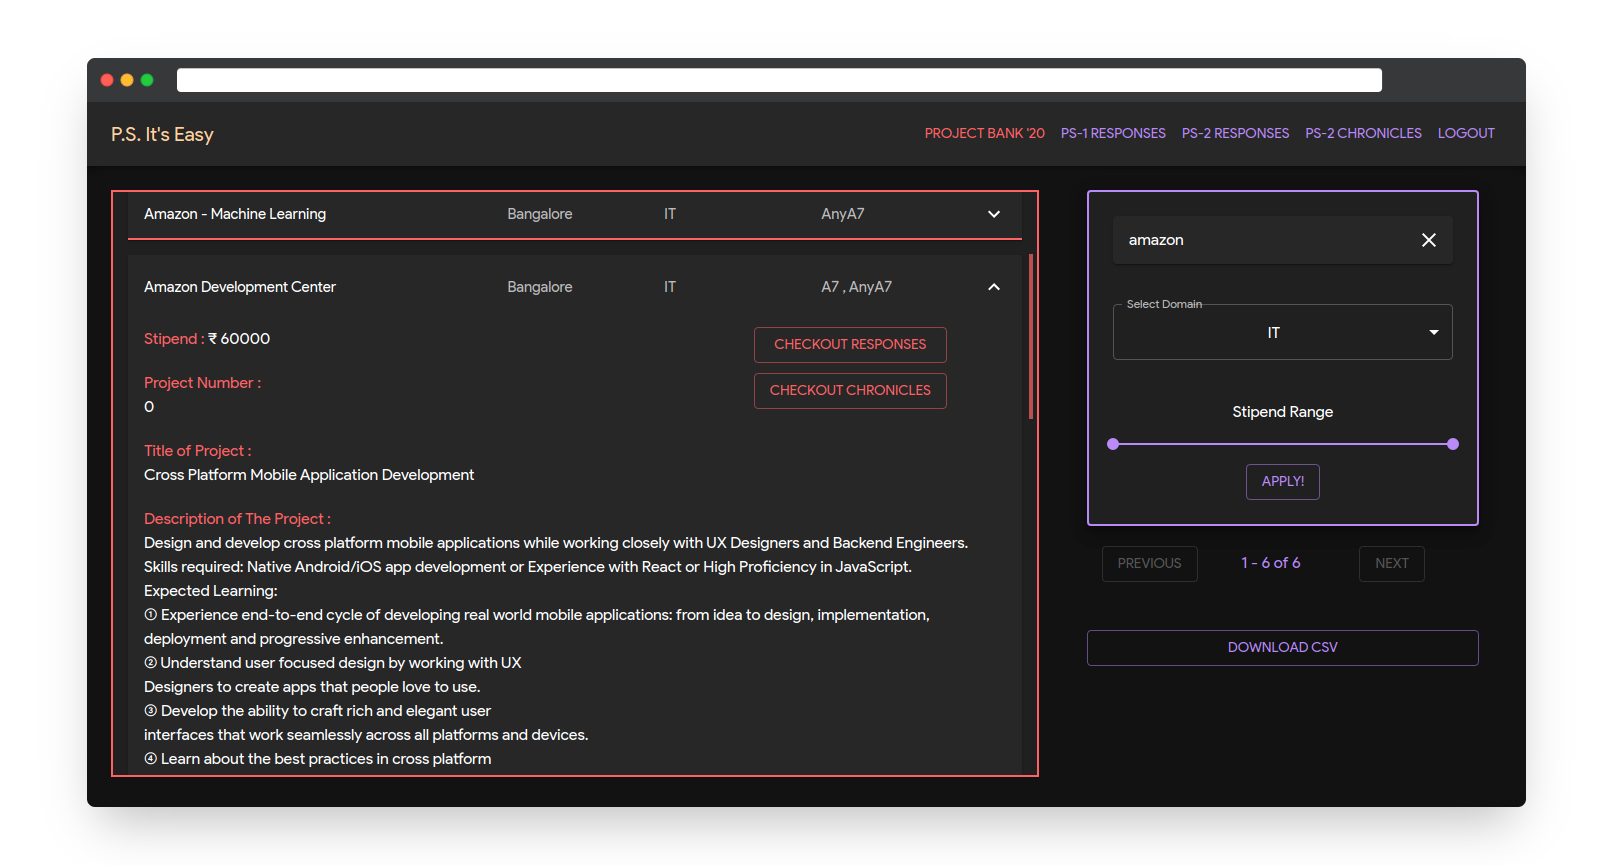 P.S. It's Easy
PROJECT BANK '20 PS-1 RESPONSES PS-2 RESPONSES PS-2 CHRONICLES LOGOUT
Amazon - Machine Learning Bangalore IT AnyA7
Amazon Development Center Bangalore IT A7 , AnyA7
Stipend : ₹ 60000
CHECKOUT RESPONSES
Project Number :
0
CHECKOUT CHRONICLES
Title of Project :
Cross Platform Mobile Application Development
Description of The Project :
Design and develop cross platform mobile applications while working closely with UX Designers and Backend Engineers.
Skills required: Native Android/iOS app development or Experience with React or High Proficiency in JavaScript.
Expected Learning:
① Experience end-to-end cycle of developing real world mobile applications: from idea to design, implementation,
deployment and progressive enhancement.
② Understand user focused design by working with UX
Designers to create apps that people love to use.
③ Develop the ability to craft rich and elegant user
interfaces that work seamlessly across all platforms and devices.
④ Learn about the best practices in cross platform
amazon
Select Domain
IT
Stipend Range
APPLY!
PREVIOUS 1 - 6 of 6 NEXT
DOWNLOAD CSV